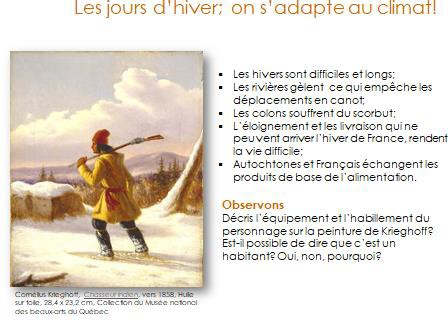 Les jours d'hiver; on s'adapte au climat!
▪ Les hivers sont difficiles et longs;
▪ Les rivières gèlent ce qui empêche les
déplacements en canot;
▪ Les colons souffrent du scorbut;
▪ L'éloignement et les livraison qui ne
peuvent arriver l'hiver de France, rendent
la vie difficile;
▪ Autochtones et Français échangent les
produits de base de l'alimentation.
Observons
Décris l'équipement et l'habillement du
personnage sur la peinture de Krieghoff?
Est-il possible de dire que c'est un
habitant? Oui, non, pourquoi?
Cornélius Krieghoff, Chasseur indien, vers 1858, Huile
sur toile, 28,4 x 23,2 cm, Collection du Musée national
des beaux-arts du Québec.